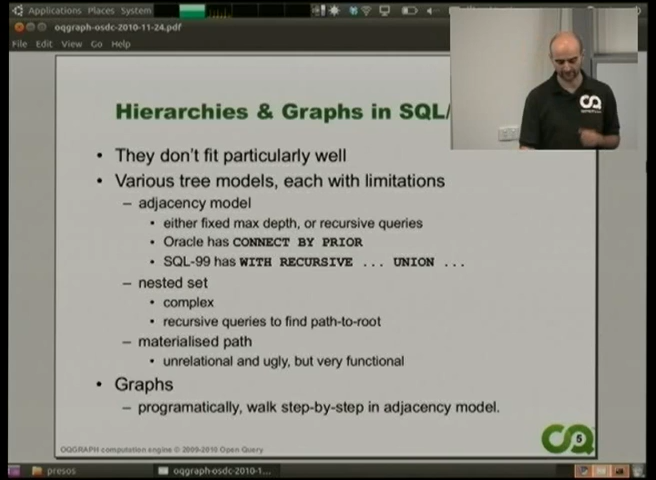 Applications Places System
oqgraph-osdc-2010-11-24.pdf
File Edit View Go Help
Hierarchies & Graphs in SQL/
• They don't fit particularly well
• Various tree models, each with limitations
– adjacency model
• either fixed max depth, or recursive queries
• Oracle has CONNECT BY PRIOR
• SQL-99 has WITH RECURSIVE ... UNION ...
– nested set
• complex
• recursive queries to find path-to-root
– materialised path
• unrelational and ugly, but very functional
• Graphs
– programatically, walk step-by-step in adjacency model.
5
OQGRAPH computation engine © 2009-2010 Open Query
presos
oqgraph-osdc-2010-1...